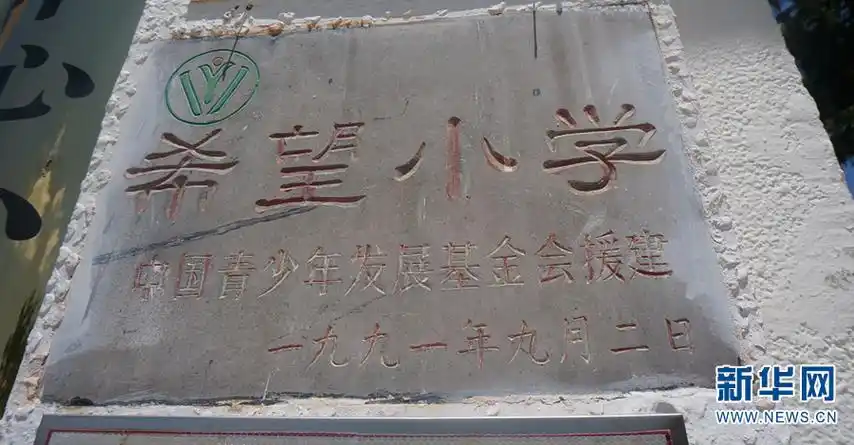 希望小学
中国青少年发展基金会援建
一九九一年九月二日
心
新华网
WWW.NEWS.CN